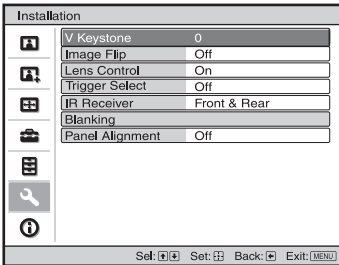 Installation
V Keystone 0
Image Flip Off
Lens Control On
Trigger Select Off
IR Receiver Front & Rear
Blanking
Panel Alignment Off
Sel: Set: Back: Exit: MENU